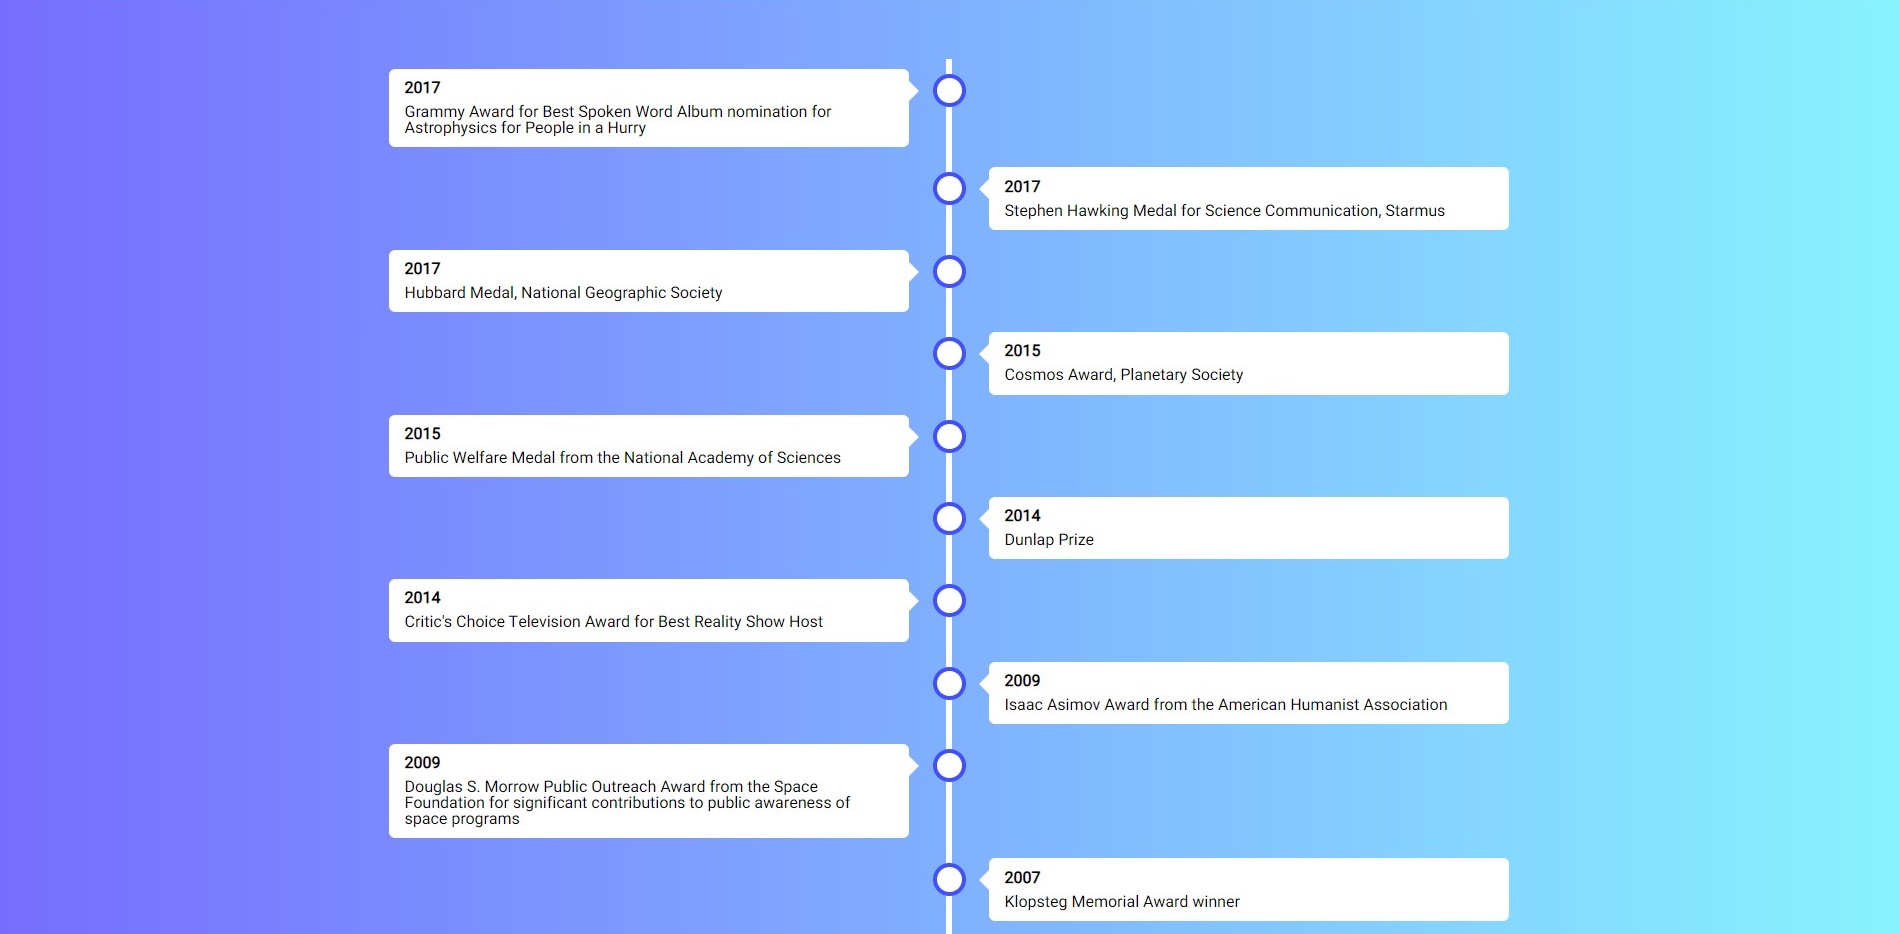 2017
Grammy Award for Best Spoken Word Album nomination for
Astrophysics for People in a Hurry
2017
Stephen Hawking Medal for Science Communication, Starmus
2017
Hubbard Medal, National Geographic Society
2015
Cosmos Award, Planetary Society
2015
Public Welfare Medal from the National Academy of Sciences
2014
Dunlap Prize
2014
Critic's Choice Television Award for Best Reality Show Host
2009
Isaac Asimov Award from the American Humanist Association
2009
Douglas S. Morrow Public Outreach Award from the Space
Foundation for significant contributions to public awareness of
space programs
2007
Klopsteg Memorial Award winner